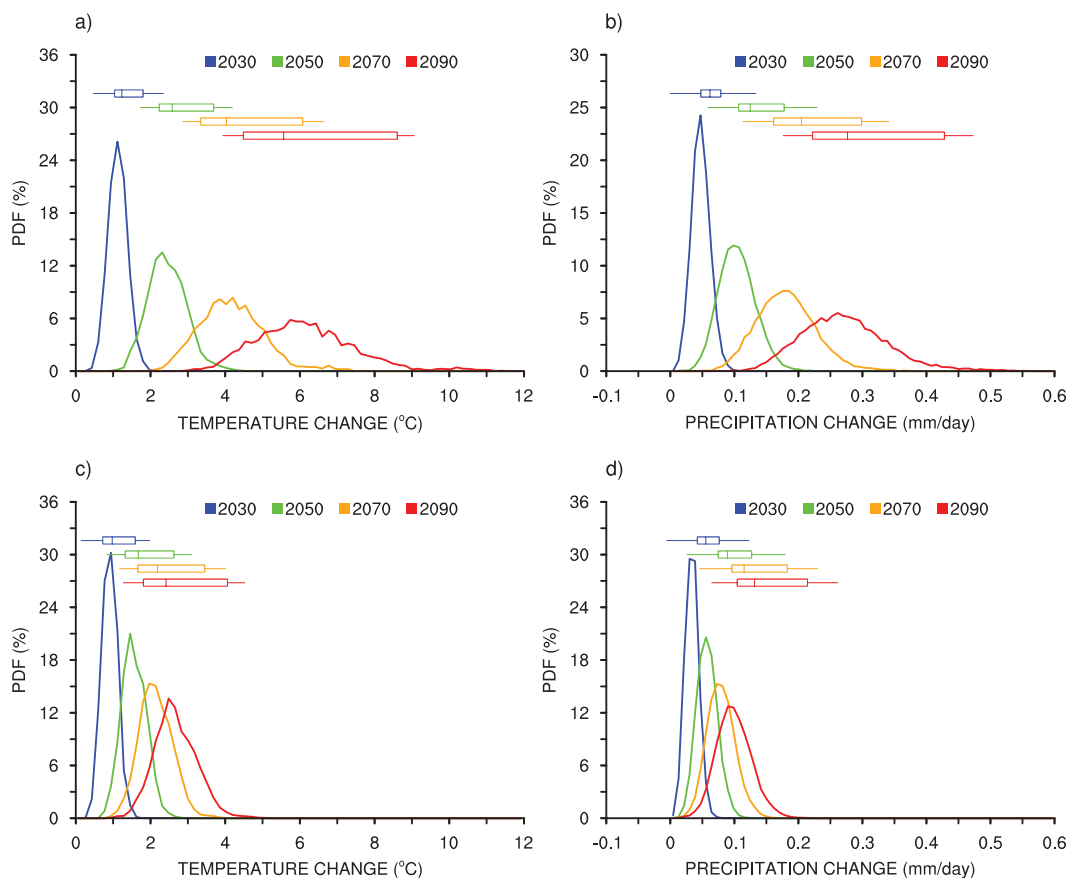 a)
36
30
24
18
12
6
0
PDF (%)
2030 2050 2070 2090
0 2 4 6 8 10 12
TEMPERATURE CHANGE (°C)
b)
30
25
20
15
10
5
0
PDF (%)
2030 2050 2070 2090
-0.1 0 0.1 0.2 0.3 0.4 0.5 0.6
PRECIPITATION CHANGE (mm/day)
c)
36
30
24
18
12
6
0
PDF (%)
2030 2050 2070 2090
0 2 4 6 8 10 12
TEMPERATURE CHANGE (°C)
d)
36
30
24
18
12
6
0
PDF (%)
2030 2050 2070 2090
-0.1 0 0.1 0.2 0.3 0.4 0.5 0.6
PRECIPITATION CHANGE (mm/day)